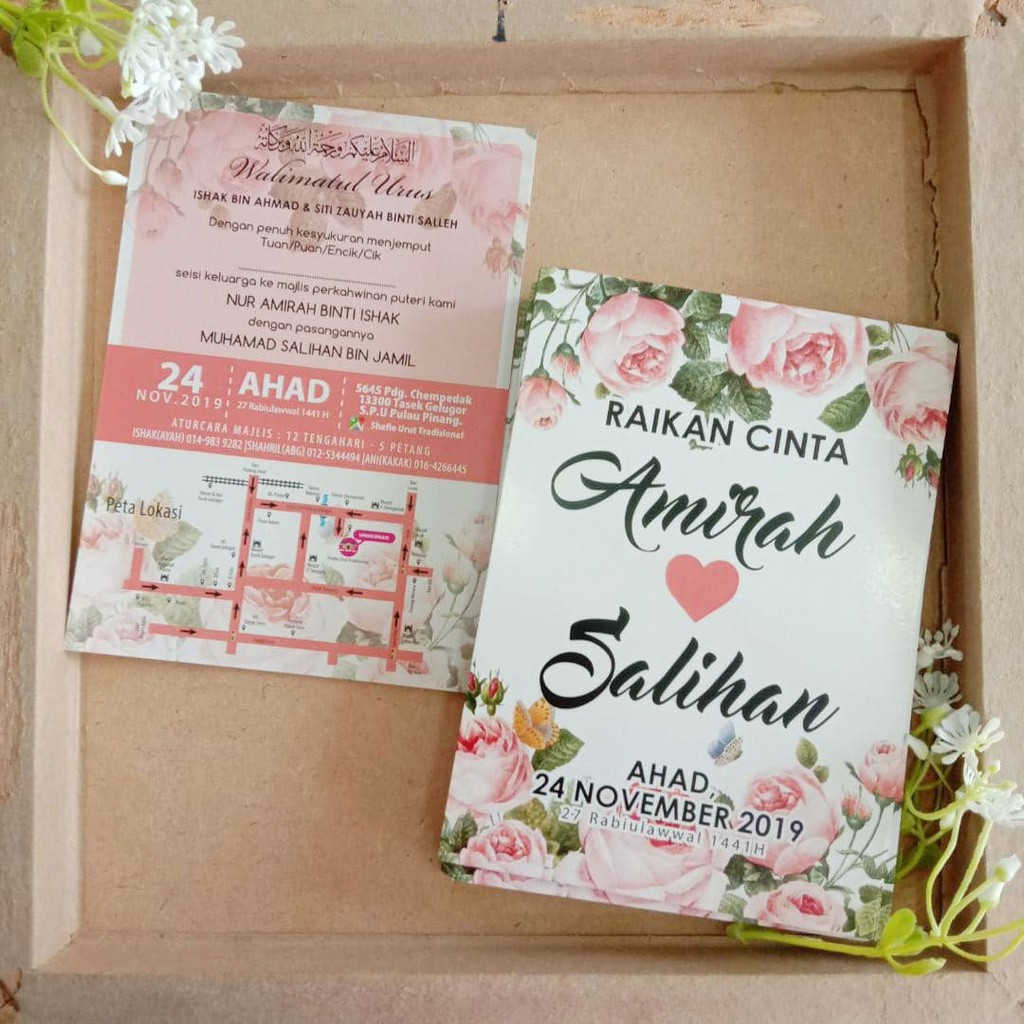 السلام عليكم ورحمة الله وبركاته
Walimatul Urus
ISHAK BIN AHMAD & SITI ZAUYAH BINTI SALLEH
Dengan penuh kesyukuran menjemput
Tuan/Puan/Encik/Cik
seisi keluarga ke majlis perkahwinan puteri kami
NUR AMIRAH BINTI ISHAK
dengan pasangannya
MUHAMAD SALIHAN BIN JAMIL
24
NOV.2019
AHAD
27 Rabiulawwal 1441 H
5645 Pdg. Chempedak
13300 Tasek Gelugor
S.P.U Pulau Pinang.
Shafie Urut Tradisional
ATURCARA MAJLIS : 12 TENGAHARI - 5 PETANG
ISHAK(AYAH) 014-983 9282 |SHAHRIL(ABG) 012-5344494 |ANI(KAKAK) 016-4266445
Peta Lokasi
RAIKAN CINTA
Amirah
Salihan
AHAD,
24 NOVEMBER 2019
27 Rabiulawwal 1441H